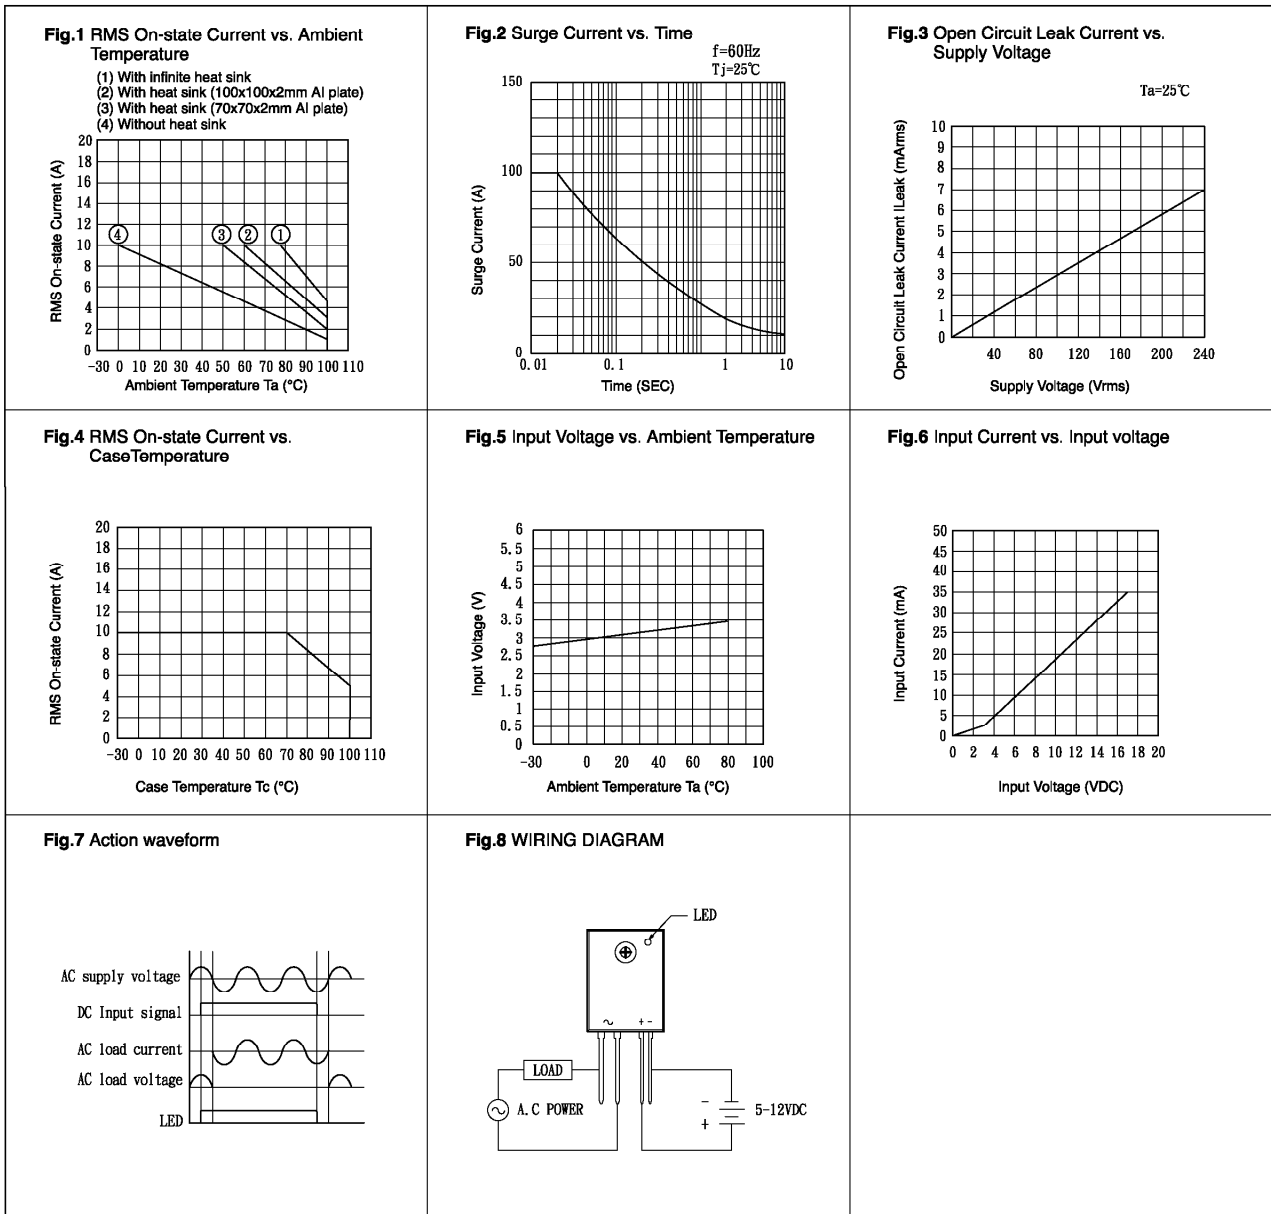 Fig.1 RMS On-state Current vs. Ambient
Temperature
(1) With infinite heat sink
(2) With heat sink (100x100x2mm Al plate)
(3) With heat sink (70x70x2mm Al plate)
(4) Without heat sink
RMS On-state Current (A)
20
18
16
14
12
10
8
6
4
2
0
④ ③ ② ①
-30 0 10 20 30 40 50 60 70 80 90 100 110
Ambient Temperature Ta (°C)
Fig.2 Surge Current vs. Time
f=60Hz
Tj=25℃
Surge Current (A)
150
100
50
0
0.01 0.1 1 10
Time (SEC)
Fig.3 Open Circuit Leak Current vs.
Supply Voltage
Ta=25℃
Open Circuit Leak Current ILeak (mArms)
10
9
8
7
6
5
4
3
2
1
0
40 80 120 160 200 240
Supply Voltage (Vrms)
Fig.4 RMS On-state Current vs.
CaseTemperature
RMS On-state Current (A)
20
18
16
14
12
10
8
6
4
2
0
-30 0 10 20 30 40 50 60 70 80 90 100 110
Case Temperature Tc (°C)
Fig.5 Input Voltage vs. Ambient Temperature
Input Voltage (V)
6
5.5
5
4.5
4
3.5
3
2.5
2
1.5
1
0.5
0
-30 0 20 40 60 80 100
Ambient Temperature Ta (°C)
Fig.6 Input Current vs. Input voltage
Input Current (mA)
50
45
40
35
30
25
20
15
10
5
0
0 2 4 6 8 10 12 14 16 18 20
Input Voltage (VDC)
Fig.7 Action waveform
AC supply voltage
DC Input signal
AC load current
AC load voltage
LED
Fig.8 WIRING DIAGRAM
LED
~ + -
LOAD
A.C POWER
-
+
5-12VDC